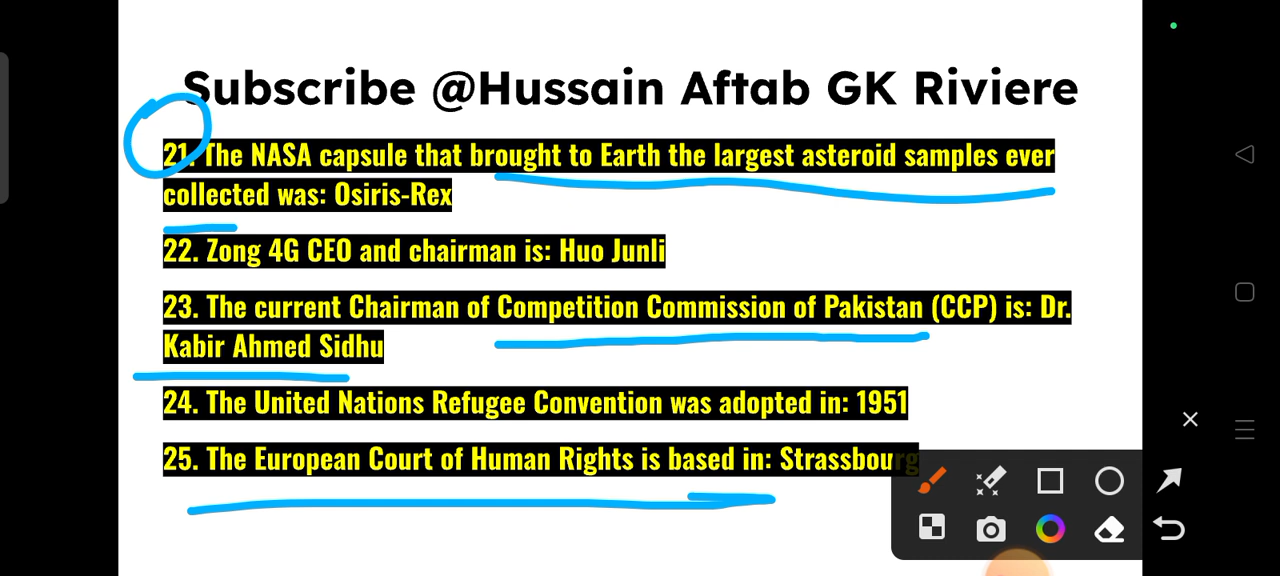 Subscribe @Hussain Aftab GK Riviere
21. The NASA capsule that brought to Earth the largest asteroid samples ever
collected was: Osiris-Rex
22. Zong 4G CEO and chairman is: Huo Junli
23. The current Chairman of Competition Commission of Pakistan (CCP) is: Dr.
Kabir Ahmed Sidhu
24. The United Nations Refugee Convention was adopted in: 1951
25. The European Court of Human Rights is based in: Strassbourg